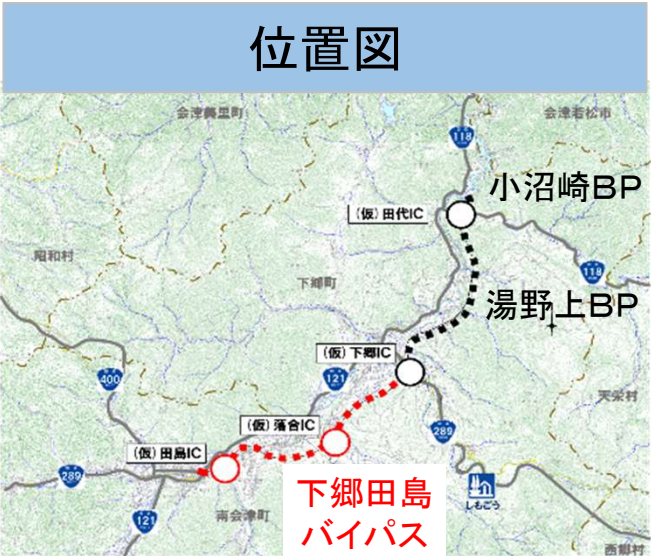 位置図
会津美里町
会津若松市
118
小沼崎BP
(仮)田代IC
昭和村
下郷町
118
湯野上BP
(仮)下郷IC
400
121
天栄村
(仮)落合IC
289
(仮)田島IC
289
下郷田島
バイパス
しもごう
121
南会津町
西郷村